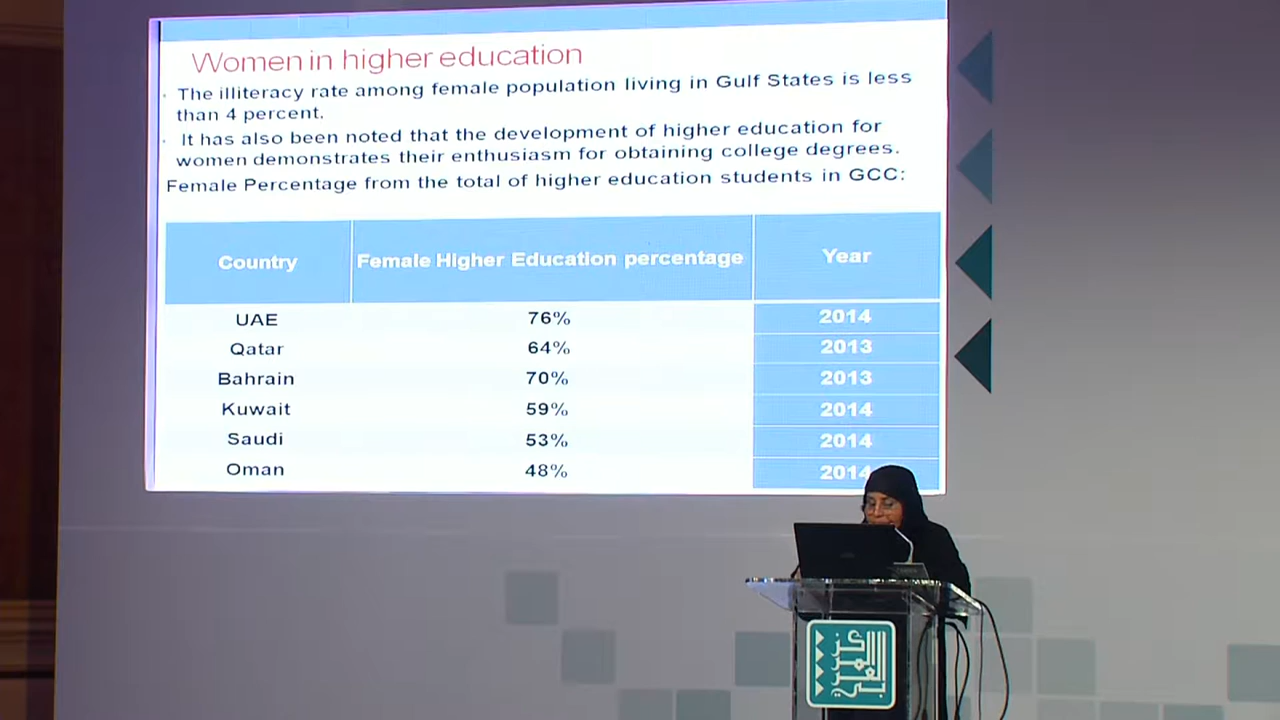 Women in higher education
The illiteracy rate among female population living in Gulf States is less
than 4 percent.
It has also been noted that the development of higher education for
women demonstrates their enthusiasm for obtaining college degrees.
Female Percentage from the total of higher education students in GCC:
Country Female Higher Education percentage Year
UAE 76% 2014
Qatar 64% 2013
Bahrain 70% 2013
Kuwait 59% 2014
Saudi 53% 2014
Oman 48% 2014